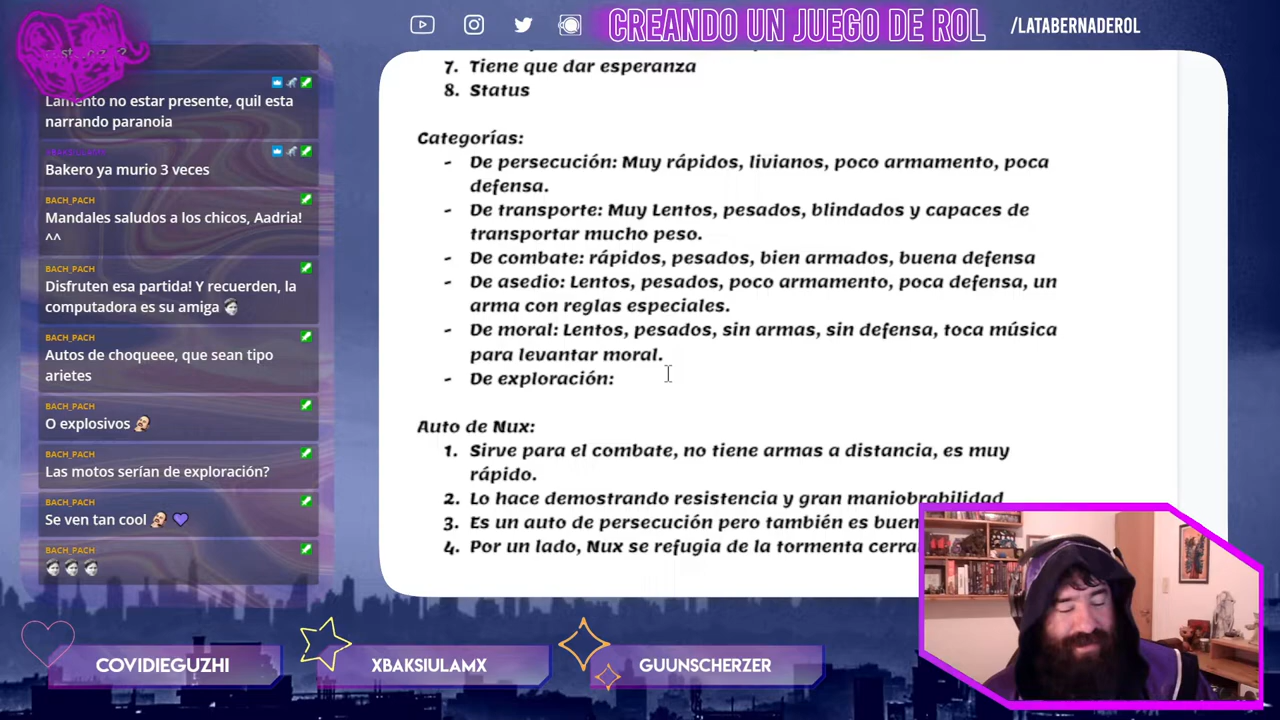 CREANDO UN JUEGO DE ROL
/LATABERNADEROL
Lamento no estar presente, quil esta
narrando paranoia
Bakero ya murio 3 veces
BACH_PACH
Mandales saludos a los chicos, Aadria!
^^
BACH_PACH
Disfruten esa partida! Y recuerden, la
computadora es su amiga
BACH_PACH
Autos de choqueee, que sean tipo
arietes
BACH_PACH
O explosivos
BACH_PACH
Las motos serían de exploración?
BACH_PACH
Se ven tan cool
BACH_PACH
7. Tiene que dar esperanza
8. Status
Categorías:
- De persecución: Muy rápidos, livianos, poco armamento, poca
defensa.
- De transporte: Muy Lentos, pesados, blindados y capaces de
transportar mucho peso.
- De combate: rápidos, pesados, bien armados, buena defensa
- De asedio: Lentos, pesados, poco armamento, poca defensa, un
arma con reglas especiales.
- De moral: Lentos, pesados, sin armas, sin defensa, toca música
para levantar moral.
- De exploración:
Auto de Nux:
1. Sirve para el combate, no tiene armas a distancia, es muy
rápido.
2. Lo hace demostrando resistencia y gran maniobrabilidad
3. Es un auto de persecución pero también es buen
4. Por un lado, Nux se refugia de la tormenta cerra
COVIDIEGUZHI
XBAKSIULAMX
GUUNSCHERZER